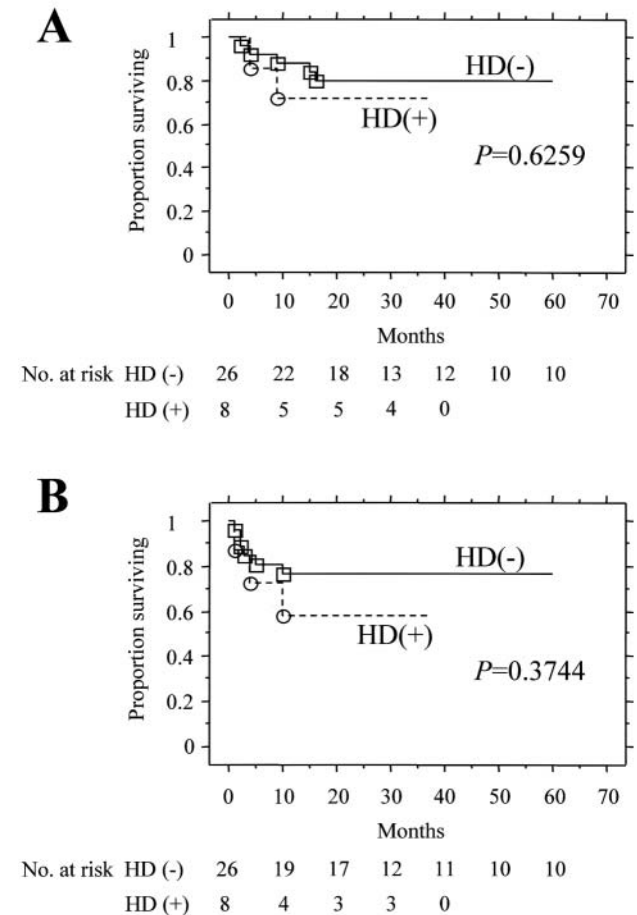 A
Proportion surviving
1
0.8
0.6
0.4
0.2
0
HD(-)
HD(+)
P=0.6259
0 10 20 30 40 50 60 70
Months
No. at risk HD (-) 26 22 18 13 12 10 10
HD (+) 8 5 5 4 0
B
Proportion surviving
1
0.8
0.6
0.4
0.2
0
HD(-)
HD(+)
P=0.3744
0 10 20 30 40 50 60 70
Months
No. at risk HD (-) 26 19 17 12 11 10 10
HD (+) 8 4 3 3 0